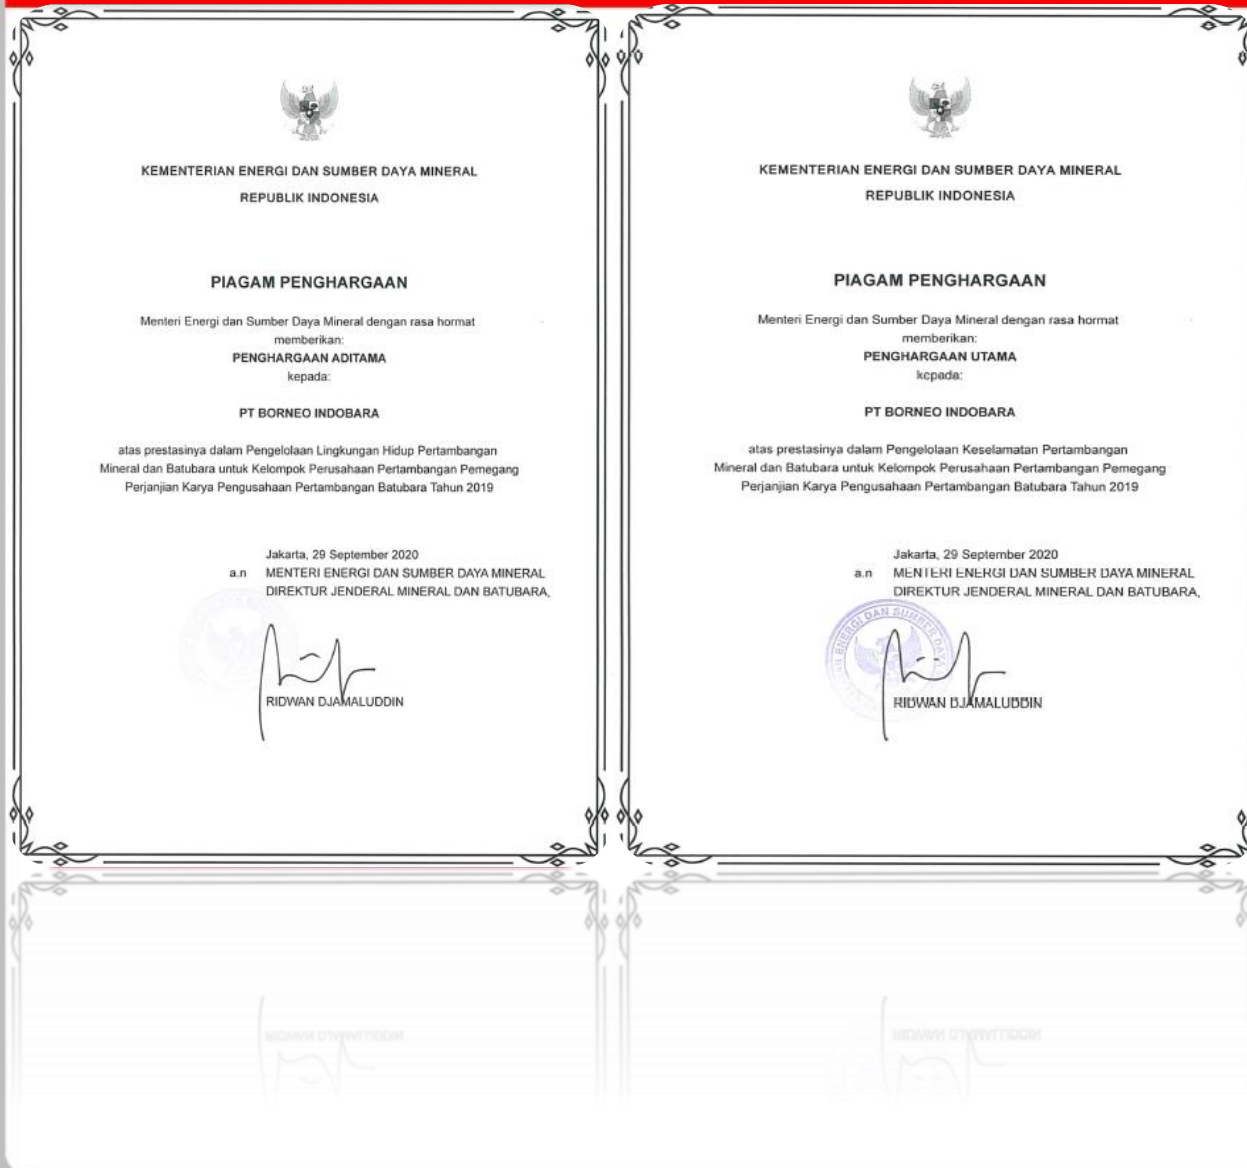 KEMENTERIAN ENERGI DAN SUMBER DAYA MINERAL
REPUBLIK INDONESIA
PIAGAM PENGHARGAAN
Menteri Energi dan Sumber Daya Mineral dengan rasa hormat
memberikan:
PENGHARGAAN ADITAMA
kepada:
PT BORNEO INDOBARA
atas prestasinya dalam Pengelolaan Lingkungan Hidup Pertambangan
Mineral dan Batubara untuk Kelompok Perusahaan Pertambangan Pemegang
Perjanjian Karya Pengusahaan Pertambangan Batubara Tahun 2019
Jakarta, 29 September 2020
a.n MENTERI ENERGI DAN SUMBER DAYA MINERAL
DIREKTUR JENDERAL MINERAL DAN BATUBARA,
RIDWAN DJAMALUDDIN
KEMENTERIAN ENERGI DAN SUMBER DAYA MINERAL
REPUBLIK INDONESIA
PIAGAM PENGHARGAAN
Menteri Energi dan Sumber Daya Mineral dengan rasa hormat
memberikan:
PENGHARGAAN UTAMA
kepada:
PT BORNEO INDOBARA
atas prestasinya dalam Pengelolaan Keselamatan Pertambangan
Mineral dan Batubara untuk Kelompok Perusahaan Pertambangan Pemegang
Perjanjian Karya Pengusahaan Pertambangan Batubara Tahun 2019
Jakarta, 29 September 2020
a.n MENTERI ENERGI DAN SUMBER DAYA MINERAL
DIREKTUR JENDERAL MINERAL DAN BATUBARA,
ENERGI DAN SUMBER DAYA
RIDWAN DJAMALUDDIN